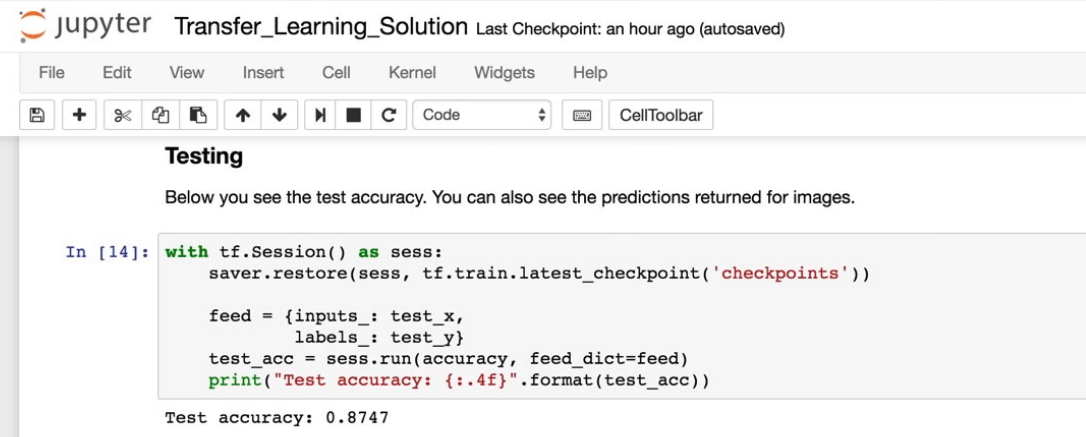 jupyter Transfer_Learning_Solution Last Checkpoint: an hour ago (autosaved)
File Edit View Insert Cell Kernel Widgets Help
Code CellToolbar
Testing
Below you see the test accuracy. You can also see the predictions returned for images.
In [14]: with tf.Session() as sess:
    saver.restore(sess, tf.train.latest_checkpoint('checkpoints'))
    feed = {inputs_: test_x,
            labels_: test_y}
    test_acc = sess.run(accuracy, feed_dict=feed)
    print("Test accuracy: {:.4f}".format(test_acc))
Test accuracy: 0.8747